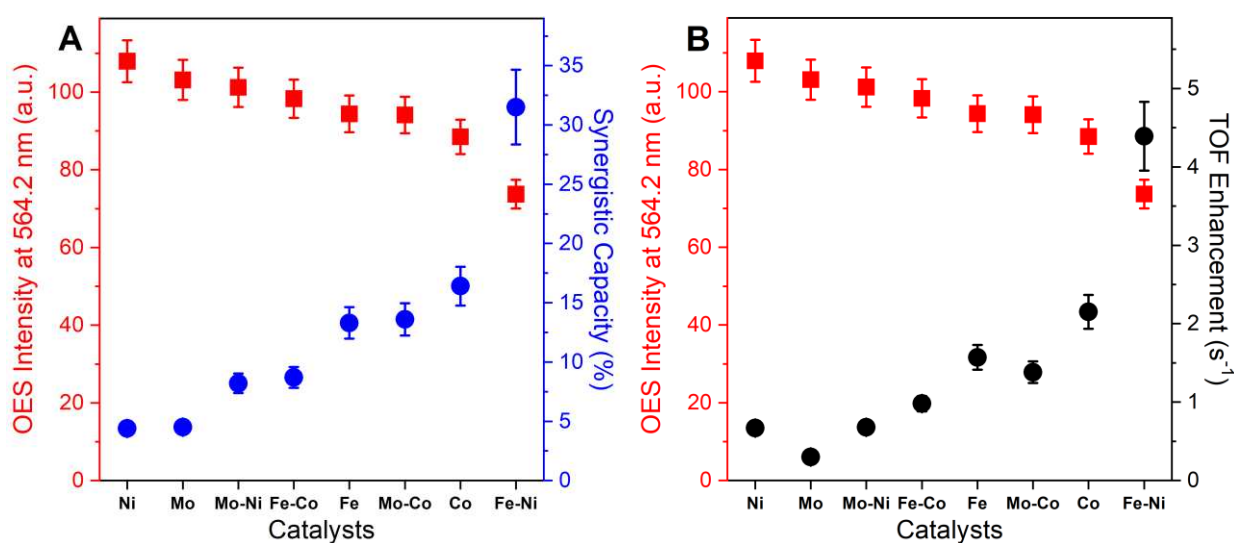 A
OES Intensity at 564.2 nm (a.u.)
100
80
60
40
20
0
35
30
25
20
15
10
5
0
Synergistic Capacity (%)
Ni Mo Mo-Ni Fe-Co Fe Mo-Co Co Fe-Ni
Catalysts
B
OES Intensity at 564.2 nm (a.u.)
100
80
60
40
20
0
5
4
3
2
1
0
TOF Enhancement (s⁻¹)
Ni Mo Mo-Ni Fe-Co Fe Mo-Co Co Fe-Ni
Catalysts